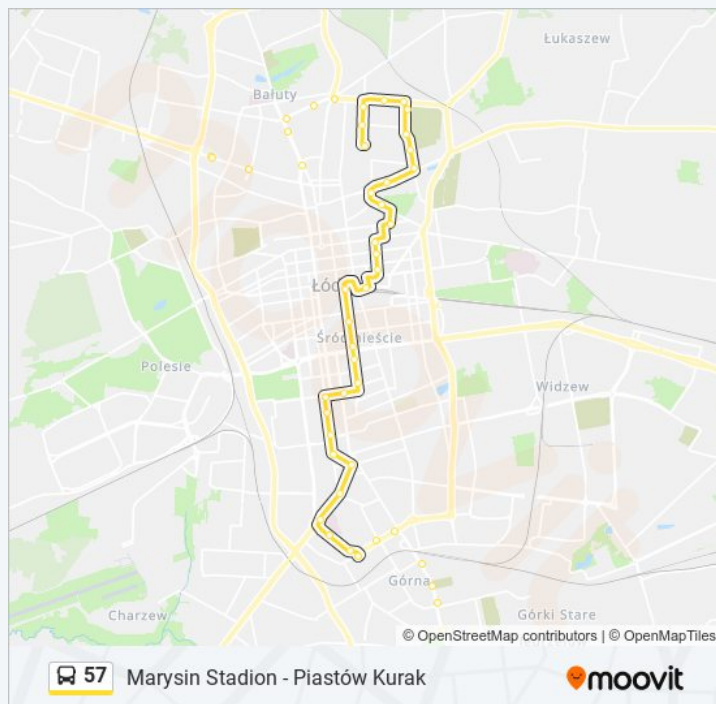 Łukaszew
Bałuty
Łód
Śródmieście
Polesie
Widzew
Górna
Charzew
Górki Stare
© OpenStreetMap contributors | © OpenMapTiles
57 Marysin Stadion - Piastów Kurak
moovit